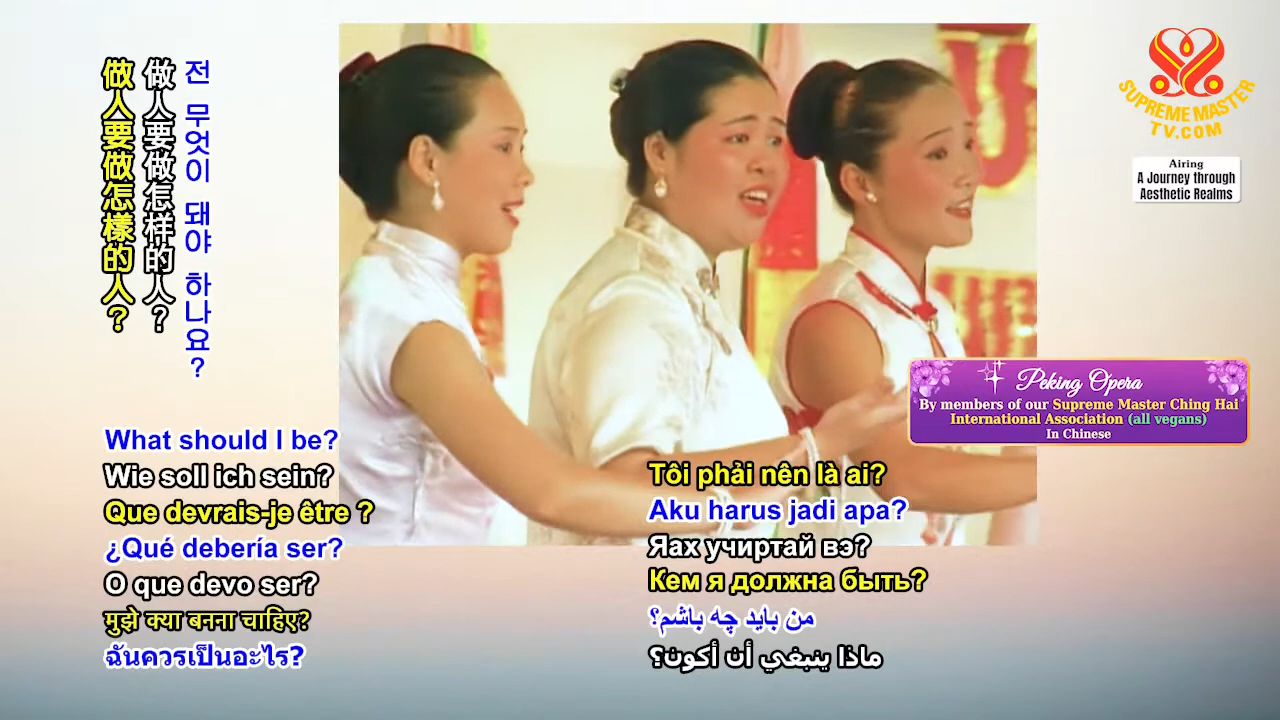 做人要做怎樣的人？
做人要做怎样的人？
전 무엇이 돼야 하나요?
What should I be?
Wie soll ich sein?
Que devrais-je être ?
¿Qué debería ser?
O que devo ser?
मुझे क्या बनना चाहिए?
ฉันควรเป็นอะไร?
Tôi phải nên là ai?
Aku harus jadi apa?
Яах учиртай вэ?
Кем я должна быть?
من باید چه باشم؟
ماذا ينبغي أن أكون؟
SUPREME MASTER
TV.COM
Airing
A Journey through
Aesthetic Realms
Peking Opera
By members of our Supreme Master Ching Hai
International Association (all vegans)
In Chinese